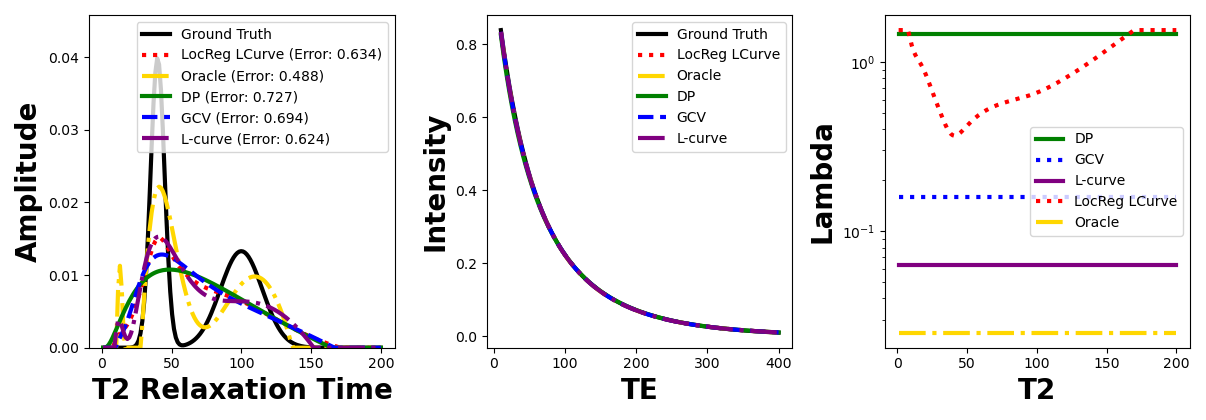 Ground Truth
LocReg LCurve (Error: 0.634)
Oracle (Error: 0.488)
DP (Error: 0.727)
GCV (Error: 0.694)
L-curve (Error: 0.624)
0.04
0.03
0.02
0.01
0.00
Amplitude
0 50 100 150 200
T2 Relaxation Time
Ground Truth
LocReg LCurve
Oracle
DP
GCV
L-curve
0.8
0.6
0.4
0.2
0.0
Intensity
0 100 200 300 400
TE
10⁰
10⁻¹
Lambda
DP
GCV
L-curve
LocReg LCurve
Oracle
0 50 100 150 200
T2